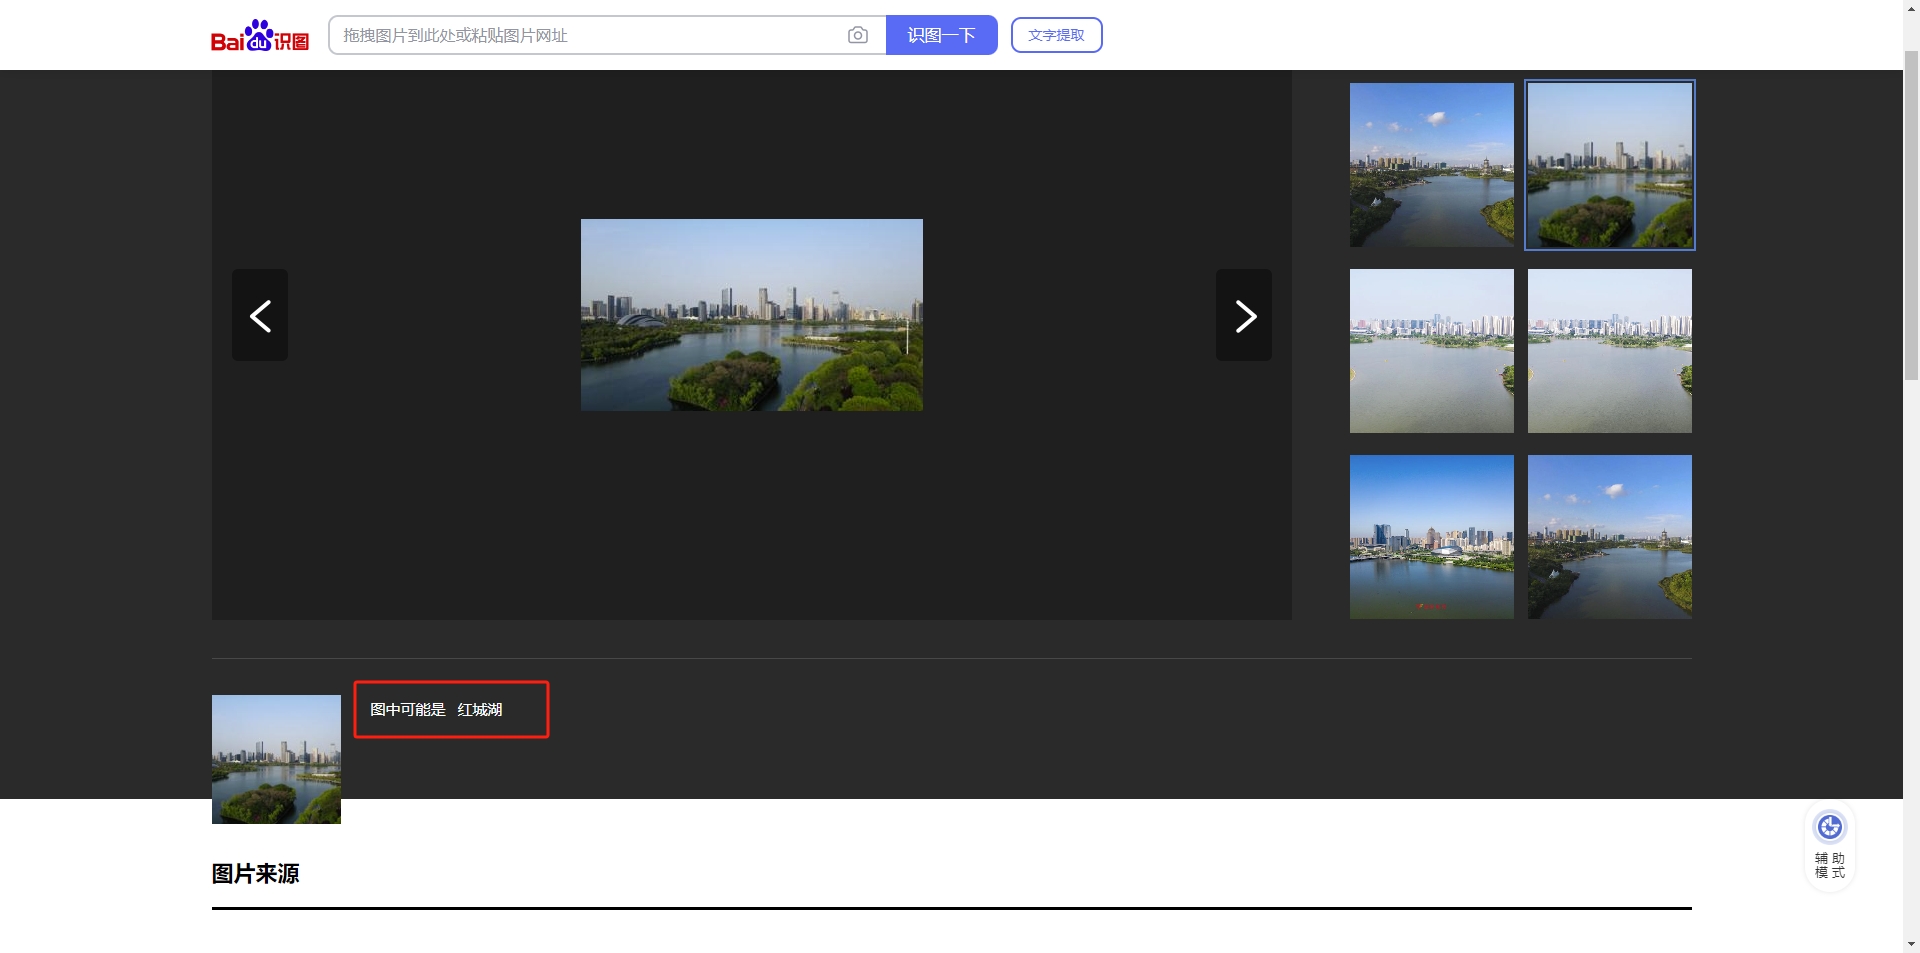 Bai du 识图
拖拽图片到此处或粘贴图片网址
识图一下
文字提取
图中可能是 红城湖
图片来源
辅助
模式